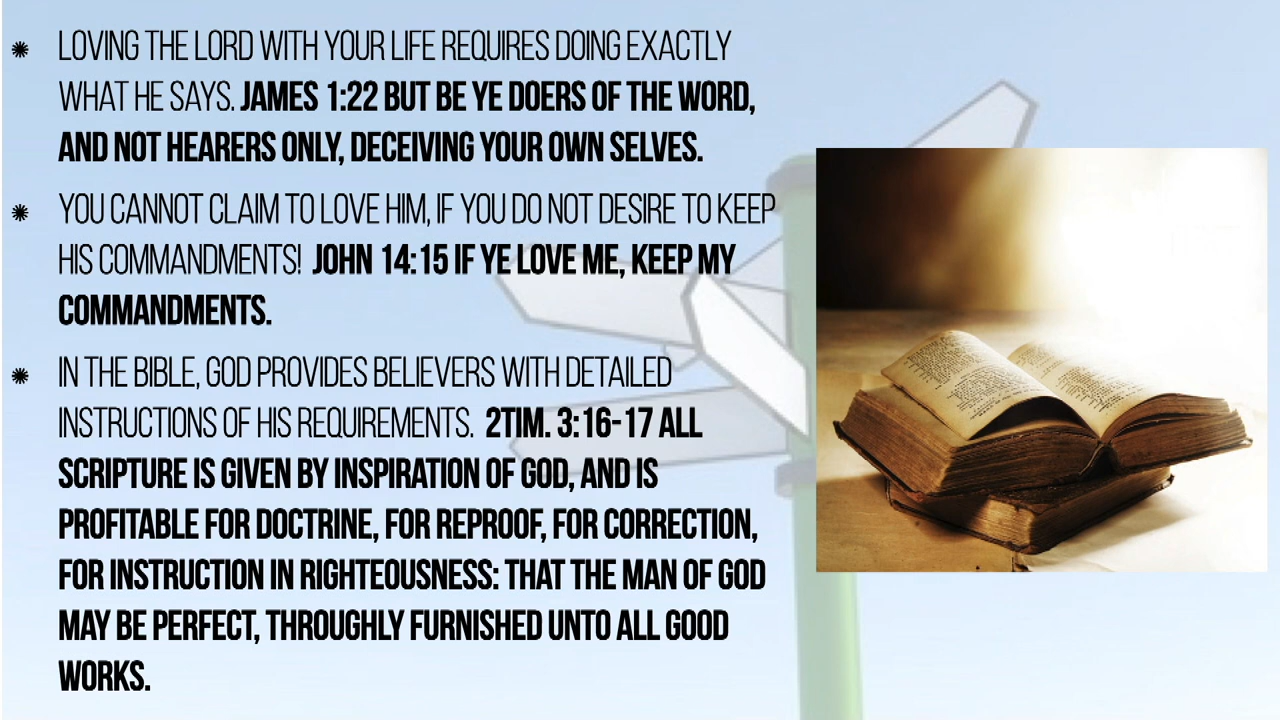 LOVING THE LORD WITH YOUR LIFE REQUIRES DOING EXACTLY
WHAT HE SAYS. JAMES 1:22 BUT BE YE DOERS OF THE WORD,
AND NOT HEARERS ONLY, DECEIVING YOUR OWN SELVES.
YOU CANNOT CLAIM TO LOVE HIM, IF YOU DO NOT DESIRE TO KEEP
HIS COMMANDMENTS! JOHN 14:15 IF YE LOVE ME, KEEP MY
COMMANDMENTS.
IN THE BIBLE, GOD PROVIDES BELIEVERS WITH DETAILED
INSTRUCTIONS OF HIS REQUIREMENTS. 2TIM. 3:16-17 ALL
SCRIPTURE IS GIVEN BY INSPIRATION OF GOD, AND IS
PROFITABLE FOR DOCTRINE, FOR REPROOF, FOR CORRECTION,
FOR INSTRUCTION IN RIGHTEOUSNESS: THAT THE MAN OF GOD
MAY BE PERFECT, THROUGHLY FURNISHED UNTO ALL GOOD
WORKS.